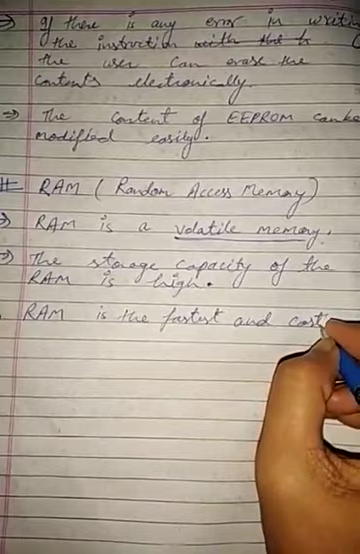 ⇒ If there is any error in writin
the instruction with the h
the user can erase the
contents electronically.
⇒ The content of EEPROM can be
modified easily.
# RAM (Random Access Memory)
⇒ RAM is a volatile memory.
⇒ The storage capacity of the
RAM is high.
RAM is the fastest and cost